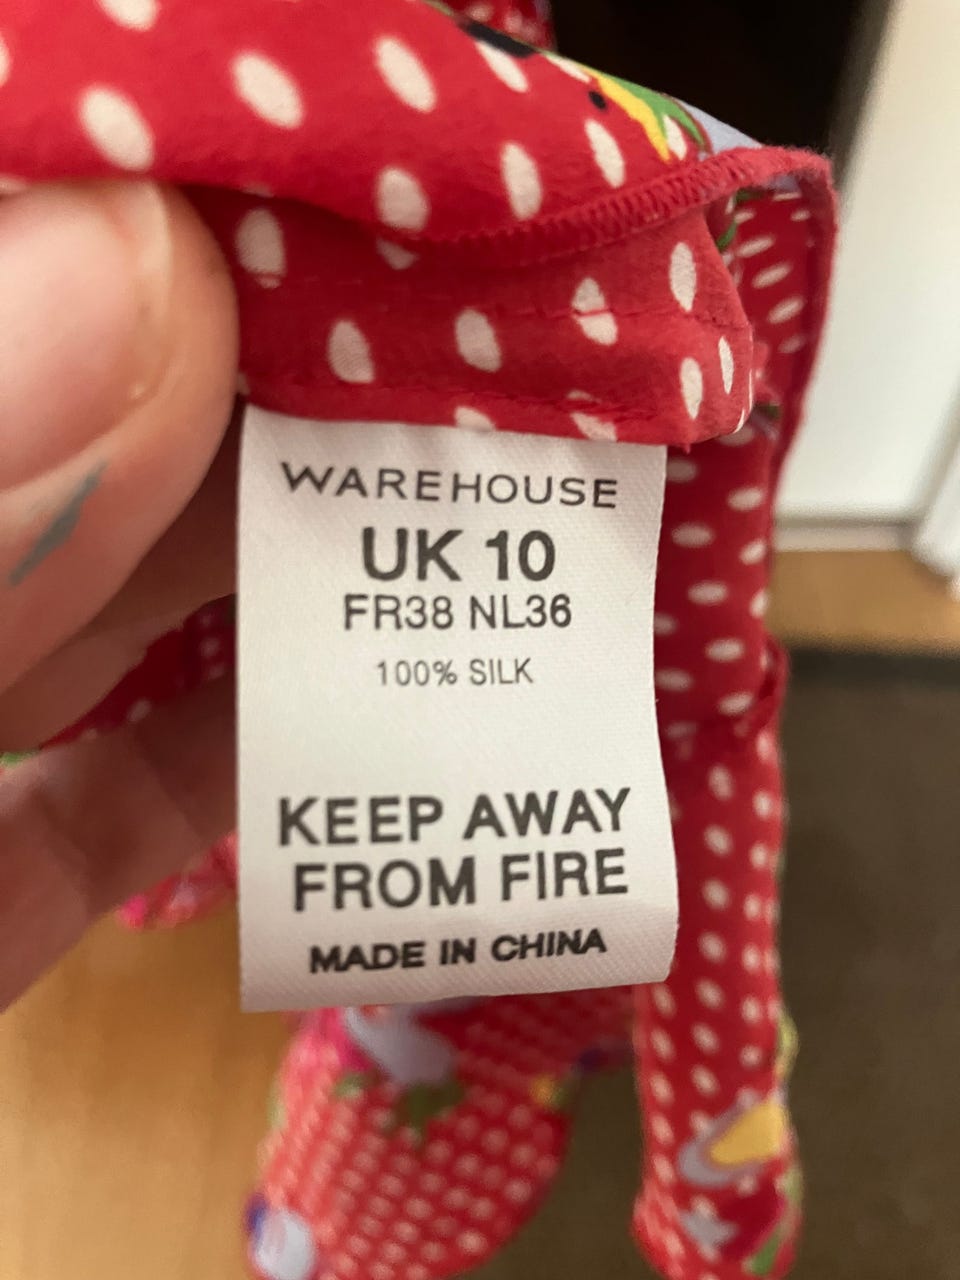 WAREHOUSE
UK 10
FR38 NL36
100% SILK
KEEP AWAY
FROM FIRE
MADE IN CHINA